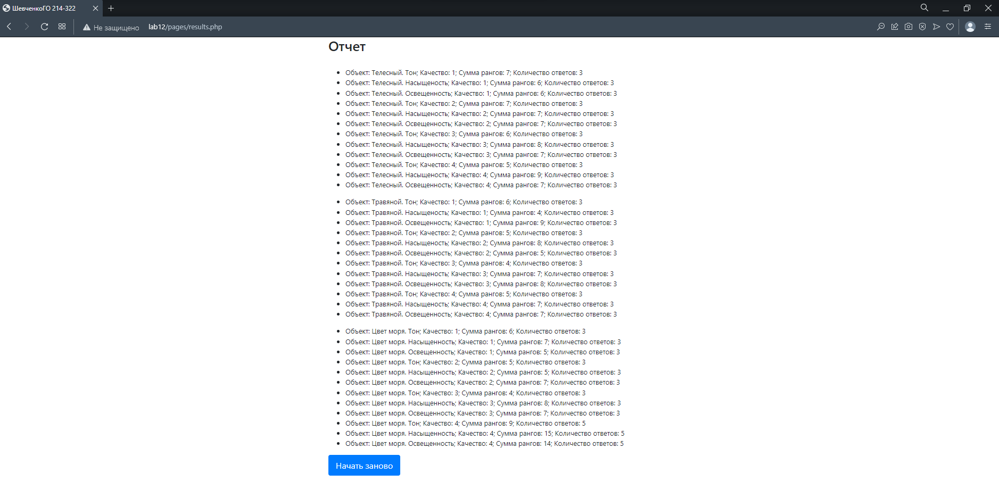 ШевченкоГО 214-322
Не защищено lab12/pages/results.php
Отчет
Объект: Телесный. Тон; Качество: 1; Сумма рангов: 7; Количество ответов: 3
Объект: Телесный. Насыщеность; Качество: 1; Сумма рангов: 6; Количество ответов: 3
Объект: Телесный. Освещенность; Качество: 1; Сумма рангов: 6; Количество ответов: 3
Объект: Телесный. Тон; Качество: 2; Сумма рангов: 7; Количество ответов: 3
Объект: Телесный. Насыщеность; Качество: 2; Сумма рангов: 7; Количество ответов: 3
Объект: Телесный. Освещенность; Качество: 2; Сумма рангов: 7; Количество ответов: 3
Объект: Телесный. Тон; Качество: 3; Сумма рангов: 6; Количество ответов: 3
Объект: Телесный. Насыщеность; Качество: 3; Сумма рангов: 8; Количество ответов: 3
Объект: Телесный. Освещенность; Качество: 3; Сумма рангов: 7; Количество ответов: 3
Объект: Телесный. Тон; Качество: 4; Сумма рангов: 5; Количество ответов: 3
Объект: Телесный. Насыщеность; Качество: 4; Сумма рангов: 9; Количество ответов: 3
Объект: Телесный. Освещенность; Качество: 4; Сумма рангов: 7; Количество ответов: 3
Объект: Травяной. Тон; Качество: 1; Сумма рангов: 6; Количество ответов: 3
Объект: Травяной. Насыщеность; Качество: 1; Сумма рангов: 4; Количество ответов: 3
Объект: Травяной. Освещенность; Качество: 1; Сумма рангов: 9; Количество ответов: 3
Объект: Травяной. Тон; Качество: 2; Сумма рангов: 5; Количество ответов: 3
Объект: Травяной. Насыщеность; Качество: 2; Сумма рангов: 8; Количество ответов: 3
Объект: Травяной. Освещенность; Качество: 2; Сумма рангов: 5; Количество ответов: 3
Объект: Травяной. Тон; Качество: 3; Сумма рангов: 4; Количество ответов: 3
Объект: Травяной. Насыщеность; Качество: 3; Сумма рангов: 7; Количество ответов: 3
Объект: Травяной. Освещенность; Качество: 3; Сумма рангов: 8; Количество ответов: 3
Объект: Травяной. Тон; Качество: 4; Сумма рангов: 5; Количество ответов: 3
Объект: Травяной. Насыщеность; Качество: 4; Сумма рангов: 7; Количество ответов: 3
Объект: Травяной. Освещенность; Качество: 4; Сумма рангов: 7; Количество ответов: 3
Объект: Цвет моря. Тон; Качество: 1; Сумма рангов: 6; Количество ответов: 3
Объект: Цвет моря. Насыщенность; Качество: 1; Сумма рангов: 7; Количество ответов: 3
Объект: Цвет моря. Освещенность; Качество: 1; Сумма рангов: 5; Количество ответов: 3
Объект: Цвет моря. Тон; Качество: 2; Сумма рангов: 5; Количество ответов: 3
Объект: Цвет моря. Насыщенность; Качество: 2; Сумма рангов: 5; Количество ответов: 3
Объект: Цвет моря. Освещенность; Качество: 2; Сумма рангов: 7; Количество ответов: 3
Объект: Цвет моря. Тон; Качество: 3; Сумма рангов: 4; Количество ответов: 3
Объект: Цвет моря. Насыщенность; Качество: 3; Сумма рангов: 8; Количество ответов: 3
Объект: Цвет моря. Освещенность; Качество: 3; Сумма рангов: 7; Количество ответов: 3
Объект: Цвет моря. Тон; Качество: 4; Сумма рангов: 9; Количество ответов: 5
Объект: Цвет моря. Насыщенность; Качество: 4; Сумма рангов: 15; Количество ответов: 5
Объект: Цвет моря. Освещенность; Качество: 4; Сумма рангов: 14; Количество ответов: 5
Начать заново